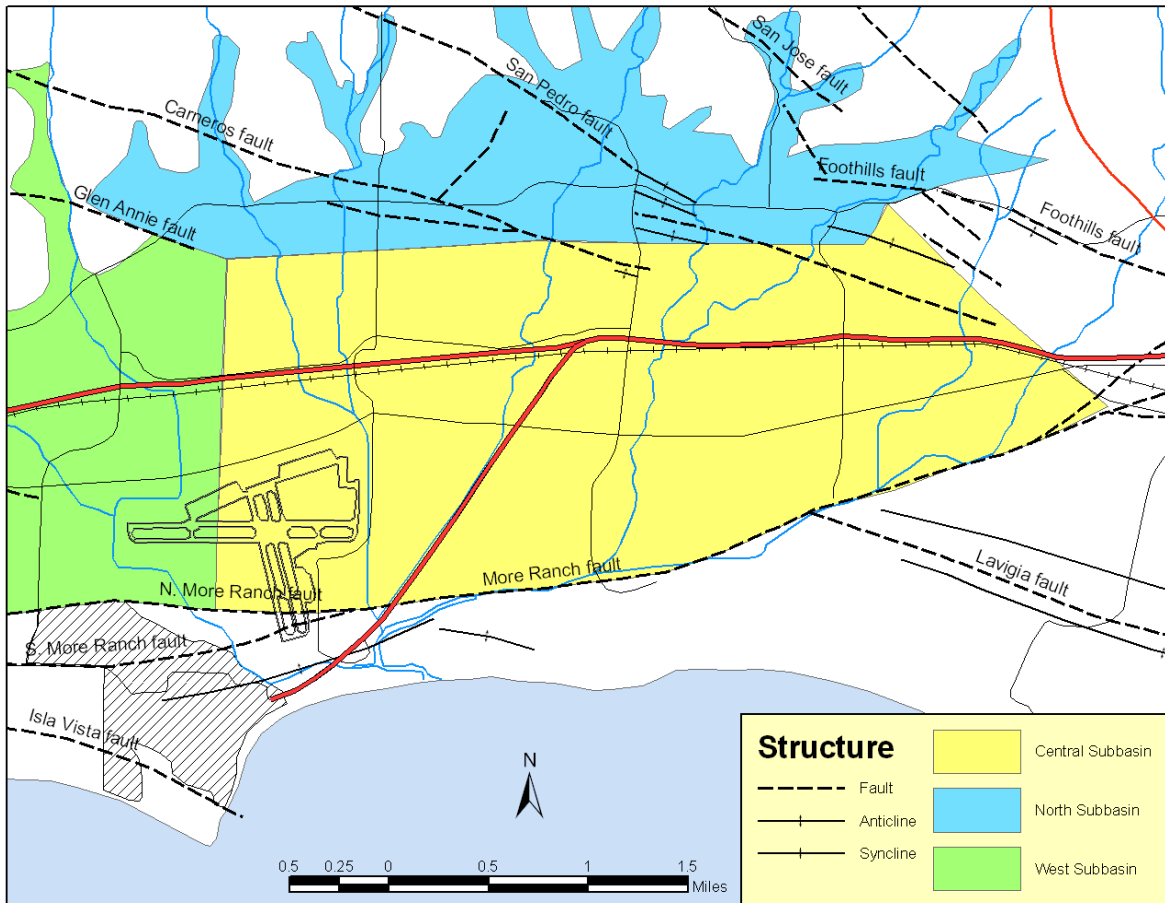 San Jose fault
San Pedro fault
Carneros fault
Foothills fault
Glen Annie fault
Foothills fault
N. More Ranch fault
More Ranch fault
Lavigia fault
S. More Ranch fault
Isla Vista fault
N
0.5 0.25 0 0.5 1 1.5
Miles
Structure
Fault
Anticline
Syncline
Central Subbasin
North Subbasin
West Subbasin